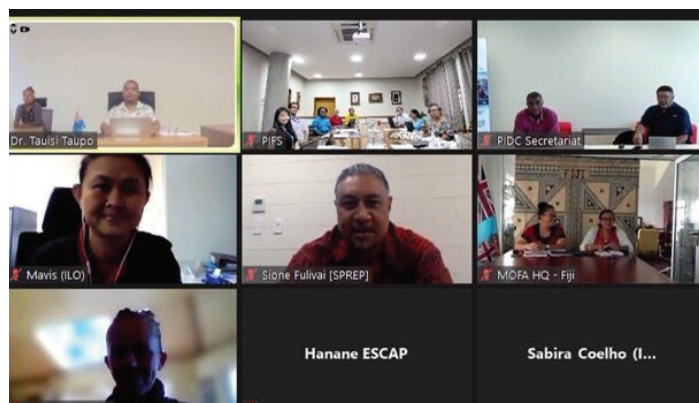 Dr. Tauisi Taupo
PIFS
PIDC Secretariat
FIJI
Mavis (ILO)
Sione Fulivai [SPREP]
MOFA HQ - Fiji
Hanane ESCAP
Sabira Coelho (I...